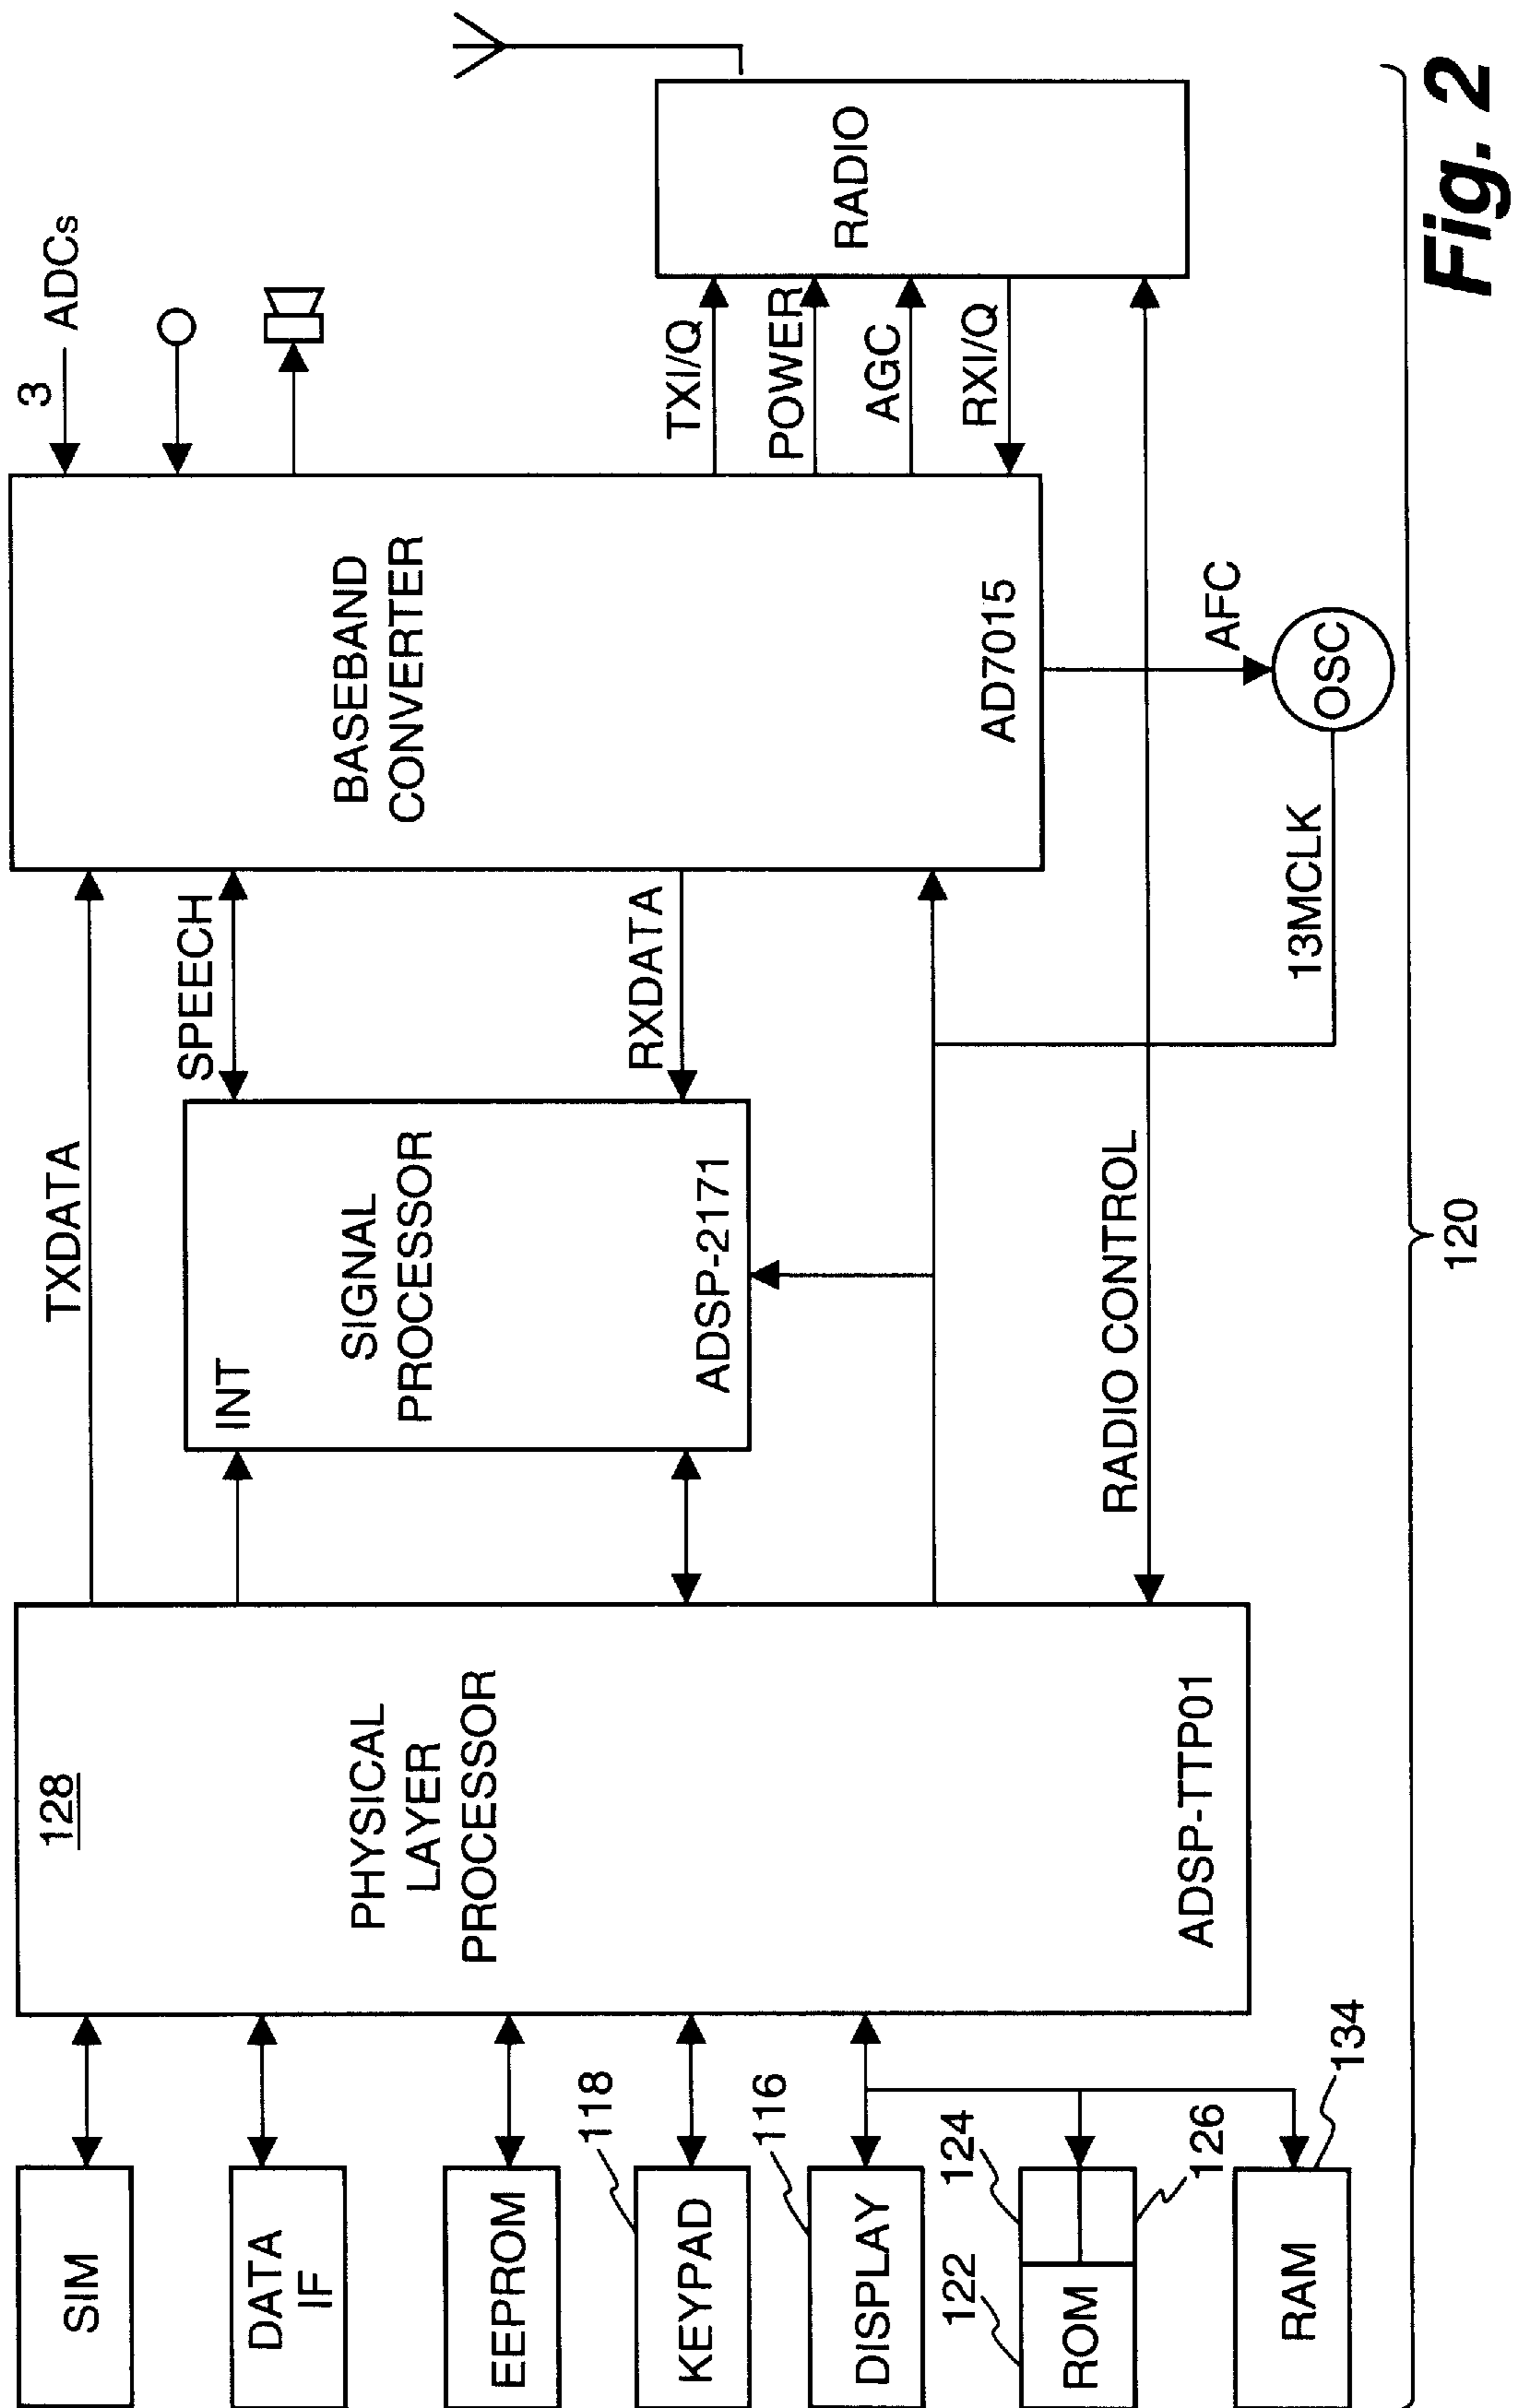 SIM
DATA
IF
EEPROM
KEYPAD
118
DISPLAY
116
ROM
122
124
126
RAM
134
128
PHYSICAL
LAYER
PROCESSOR
ADSP-TTP01
TXDATA
INT
SIGNAL
PROCESSOR
ADSP-2171
SPEECH
RXDATA
RADIO CONTROL
13MCLK
BASEBAND
CONVERTER
AD7015
AFC
OSC
3
ADCs
TXI/Q
POWER
AGC
RXI/Q
RADIO
120
Fig. 2